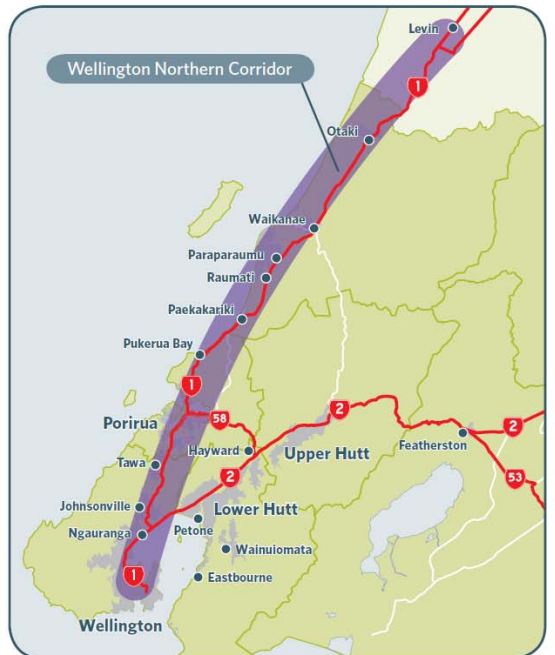 Levin
Wellington Northern Corridor
1
Otaki
Waikanae
Paraparaumu
Raumati
Paekakariki
Pukerua Bay
1
58
2
Porirua
2
Hayward
Featherston
Upper Hutt
Tawa
2
53
Johnsonville
Lower Hutt
Petone
Ngauranga
Wainuiomata
1
Eastbourne
Wellington